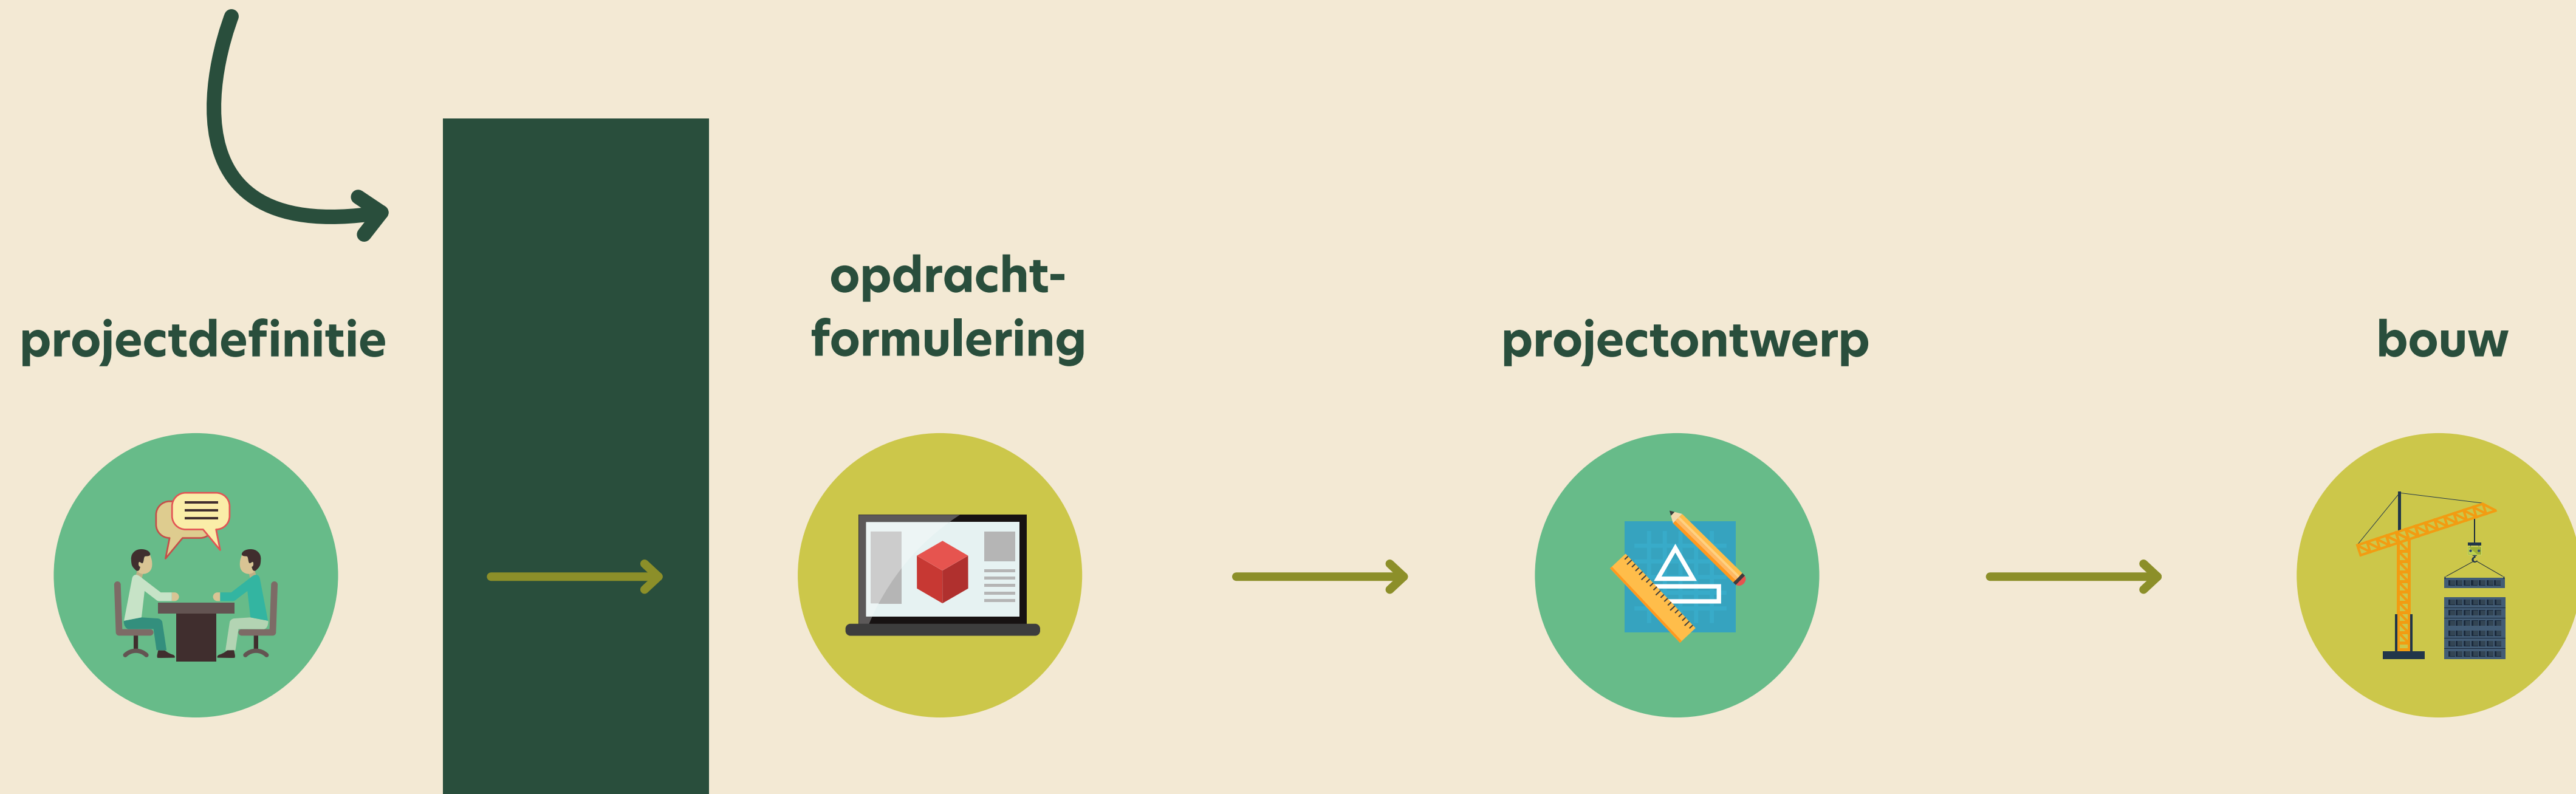 projectdefinitie
opdracht-
formulering
projectontwerp
bouw